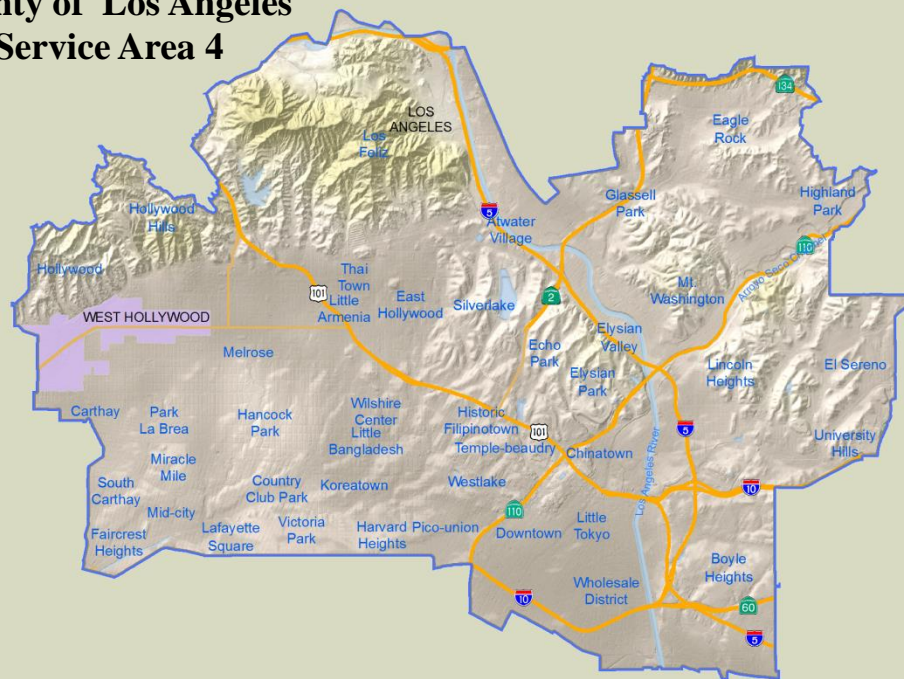 nty of Los Angeles
Service Area 4
134
LOS
ANGELES
Eagle
Rock
Los
Feliz
Glassell
Park
Highland
Park
Hollywood
Hills
5
Atwater
Village
110
Arroyo Seco
Hollywood
Thai
Town
Little
Armenia
101
East
Hollywood
Silverlake
2
Mt.
Washington
WEST HOLLYWOOD
Elysian
Valley
Melrose
Echo
Park
Elysian
Park
Lincoln
Heights
El Sereno
Carthay
Park
La Brea
Hancock
Park
Wilshire
Center
Little
Bangladesh
Historic
Filipinotown
101
Temple-beaudry
Chinatown
5
University
Hills
Los Angeles River
Miracle
Mile
South
Carthay
Country
Club Park
Koreatown
Westlake
10
Mid-city
110
Faircrest
Heights
Lafayette
Square
Victoria
Park
Harvard
Heights
Pico-union
Downtown
Little
Tokyo
Boyle
Heights
Wholesale
District
10
60
5